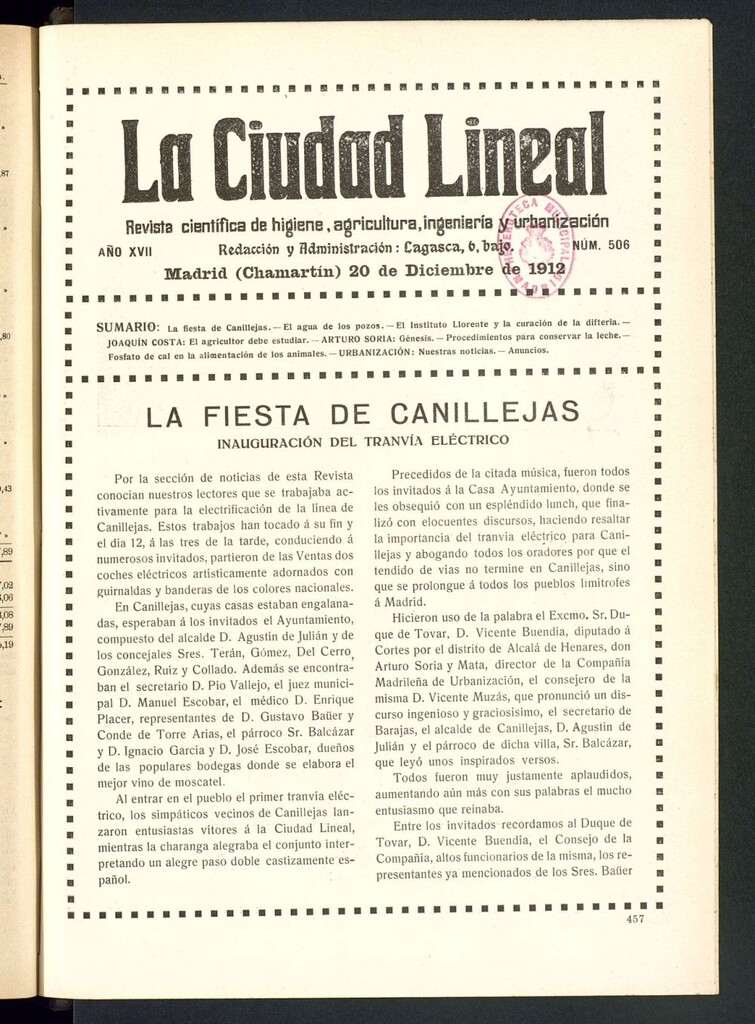 La Ciudad Lineal
Revista científica de higiene, agricultura, ingeniería y urbanización
AÑO XVII Redacción y Administración: Lagasca, 6, bajo. NÚM. 506
Madrid (Chamartín) 20 de Diciembre de 1912
HEMEROTECA MUNICIPAL MADRID
SUMARIO: La fiesta de Canillejas. — El agua de los pozos. — El Instituto Llorente y la curación de la difteria. —
JOAQUÍN COSTA: El agricultor debe estudiar. — ARTURO SORIA: Génesis. — Procedimientos para conservar la leche. —
Fosfato de cal en la alimentación de los animales. — URBANIZACIÓN: Nuestras noticias. — Anuncios.
LA FIESTA DE CANILLEJAS
INAUGURACIÓN DEL TRANVÍA ELÉCTRICO
Por la sección de noticias de esta Revista
conocían nuestros lectores que se trabajaba ac-
tivamente para la electrificación de la línea de
Canillejas. Estos trabajos han tocado á su fin y
el día 12, á las tres de la tarde, conduciendo á
numerosos invitados, partieron de las Ventas dos
coches eléctricos artísticamente adornados con
guirnaldas y banderas de los colores nacionales.
En Canillejas, cuyas casas estaban engalana-
das, esperaban á los invitados el Ayuntamiento,
compuesto del alcalde D. Agustín de Julián y de
los concejales Sres. Terán, Gómez, Del Cerro
González, Ruiz y Collado. Además se encontra-
ban el secretario D. Pío Vallejo, el juez munici-
pal D. Manuel Escobar, el médico D. Enrique
Placer, representantes de D. Gustavo Baüer y
Conde de Torre Arias, el párroco Sr. Balcázar
y D. Ignacio García y D. José Escobar, dueños
de las populares bodegas donde se elabora el
mejor vino de moscatel.
Al entrar en el pueblo el primer tranvía eléc-
trico, los simpáticos vecinos de Canillejas lan-
zaron entusiastas vítores á la Ciudad Lineal,
mientras la charanga alegraba el conjunto inter-
pretando un alegre paso doble castizamente es-
pañol.
Precedidos de la citada música, fueron todos
los invitados á la Casa Ayuntamiento, donde se
les obsequió con un espléndido lunch, que fina-
lizó con elocuentes discursos, haciendo resaltar
la importancia del tranvía eléctrico para Cani-
llejas y abogando todos los oradores por que el
tendido de vías no termine en Canillejas, sino
que se prolongue á todos los pueblos limítrofes
á Madrid.
Hicieron uso de la palabra el Excmo. Sr. Du-
que de Tovar, D. Vicente Buendía, diputado á
Cortes por el distrito de Alcalá de Henares, don
Arturo Soria y Mata, director de la Compañía
Madrileña de Urbanización, el consejero de la
misma D. Vicente Muzás, que pronunció un dis-
curso ingenioso y graciosísimo, el secretario de
Barajas, el alcalde de Canillejas, D. Agustín de
Julián y el párroco de dicha villa, Sr. Balcázar,
que leyó unos inspirados versos.
Todos fueron muy justamente aplaudidos,
aumentando aún más con sus palabras el mucho
entusiasmo que reinaba.
Entre los invitados recordamos al Duque de
Tovar, D. Vicente Buendía, el Consejo de la
Compañía, altos funcionarios de la misma, los re-
presentantes ya mencionados de los Sres. Baüer
457